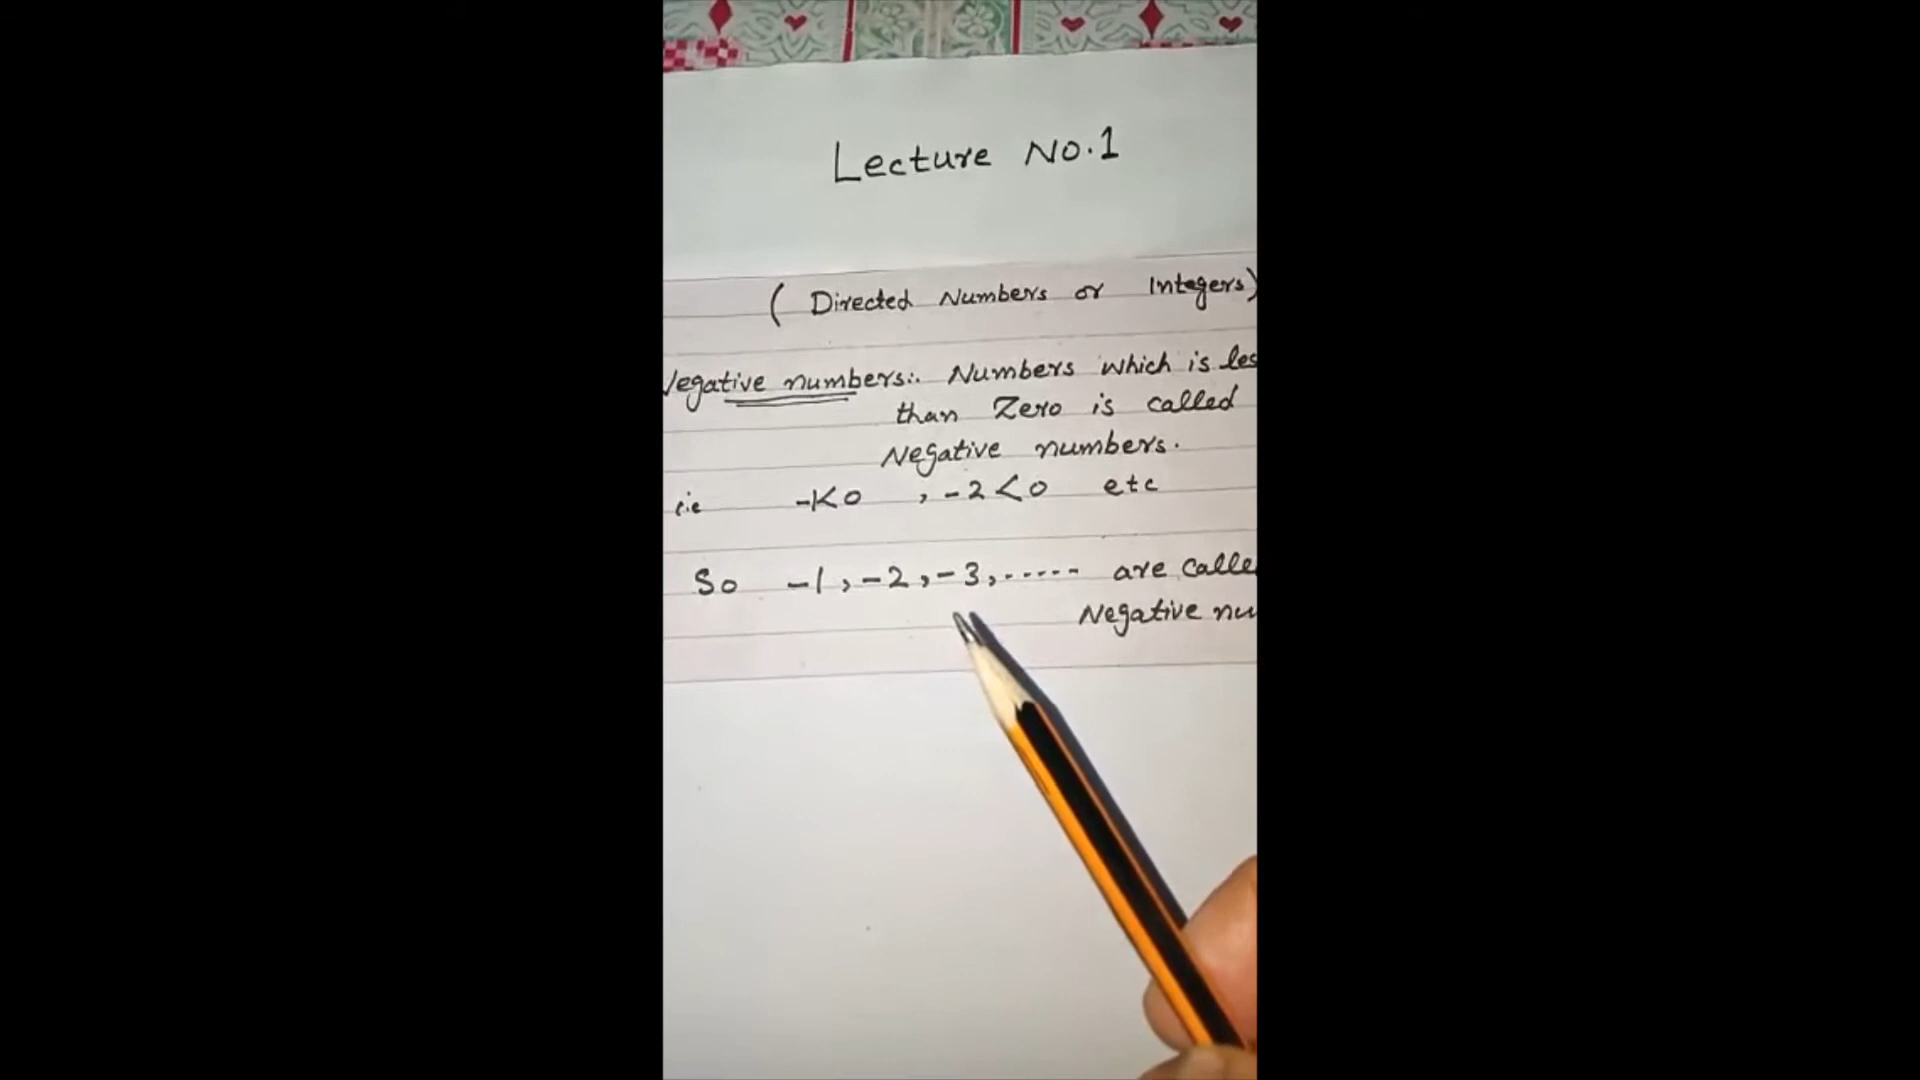 Lecture No.1
( Directed Numbers or Integers)
Negative numbers:. Numbers which is les
than Zero is called
Negative numbers.
i.e -1<0 , -2<0 etc
So -1, -2, -3, ..... are calle
Negative nu